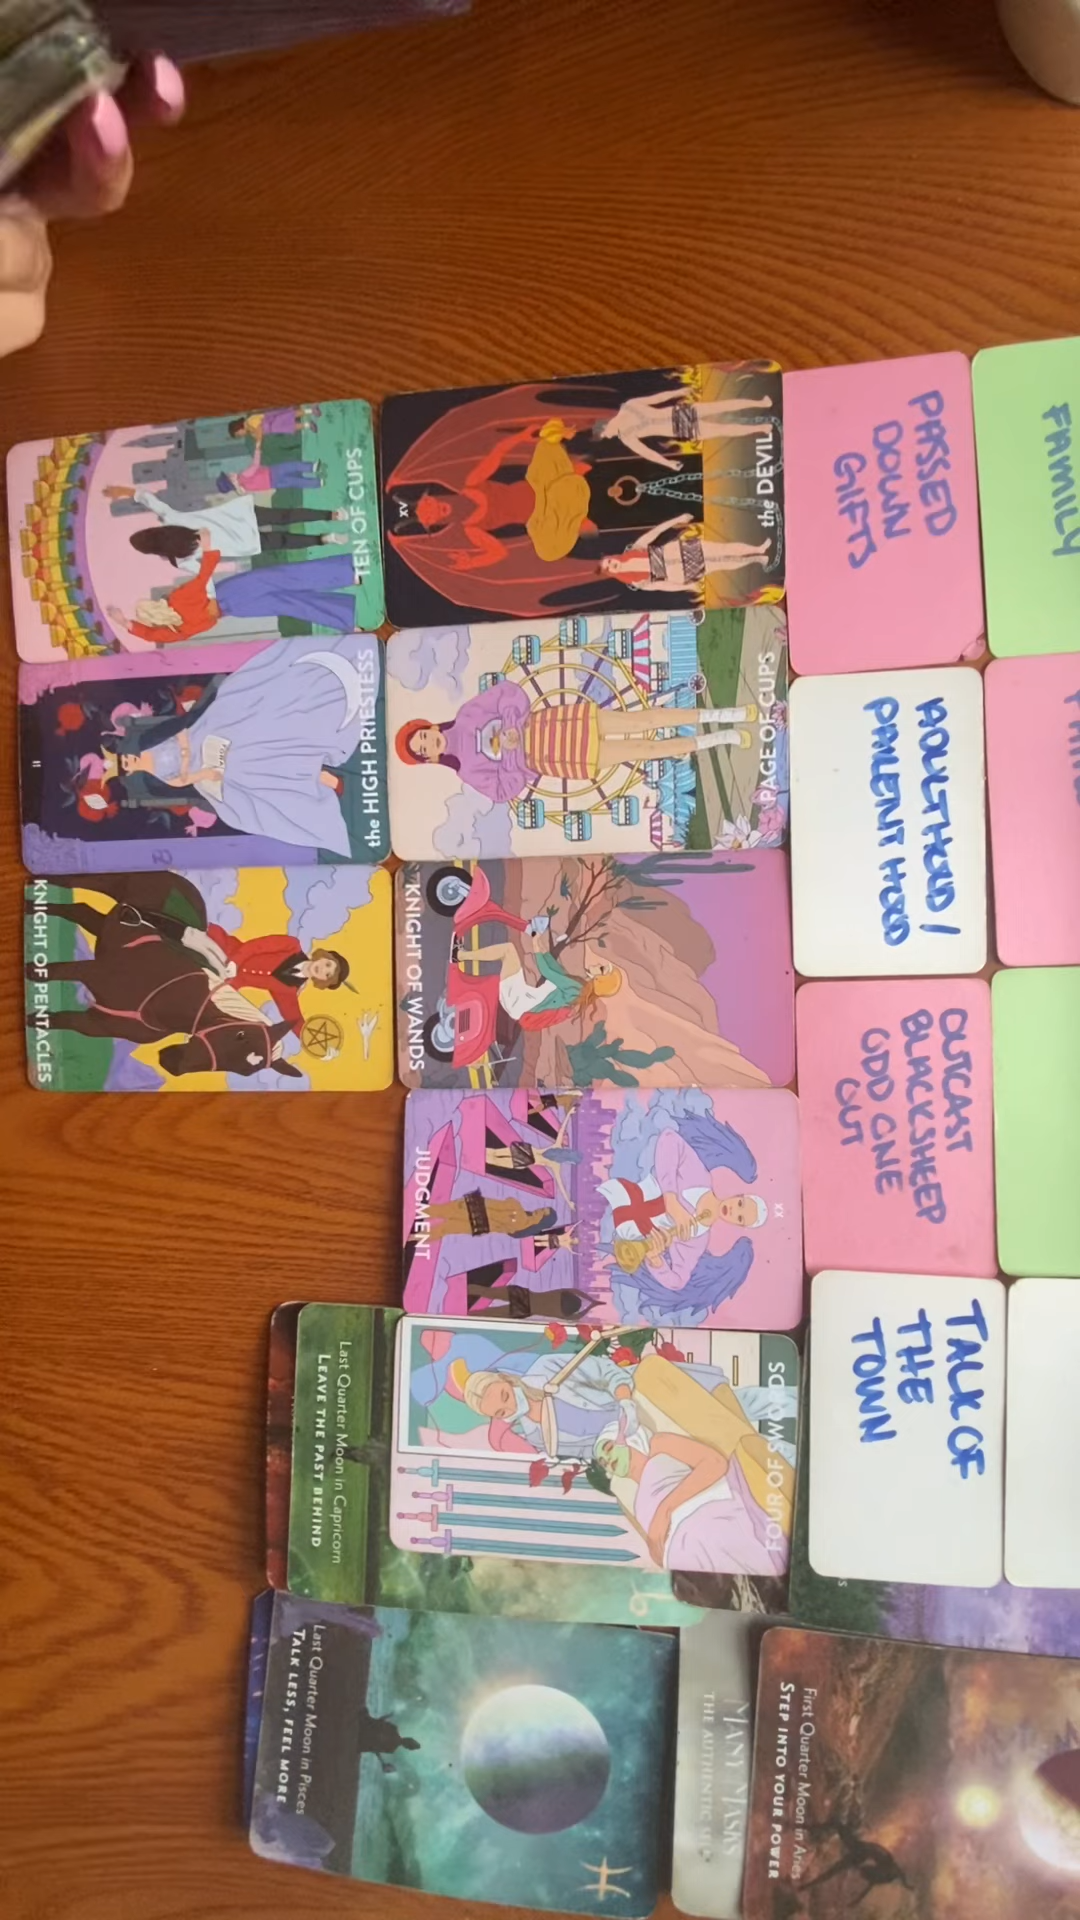 FAMILY
PASSED
DOWN
GIFTS
ADULTHOOD /
PARENT HOOD
OUTCAST
BLACKSHEEP
ODD ONE
OUT
TALK OF
THE
TOWN
XV
the DEVIL
PAGE OF CUPS
KNIGHT OF WANDS
XX
JUDGMENT
FOUR OF SWORDS
First Quarter Moon in Aries
STEP INTO YOUR POWER
MANY MASKS
THE AUTHENTIC
TEN OF CUPS
II
the HIGH PRIESTESS
KNIGHT OF PENTACLES
Last Quarter Moon in Capricorn
LEAVE THE PAST BEHIND
Last Quarter Moon in Pisces
TALK LESS, FEEL MORE